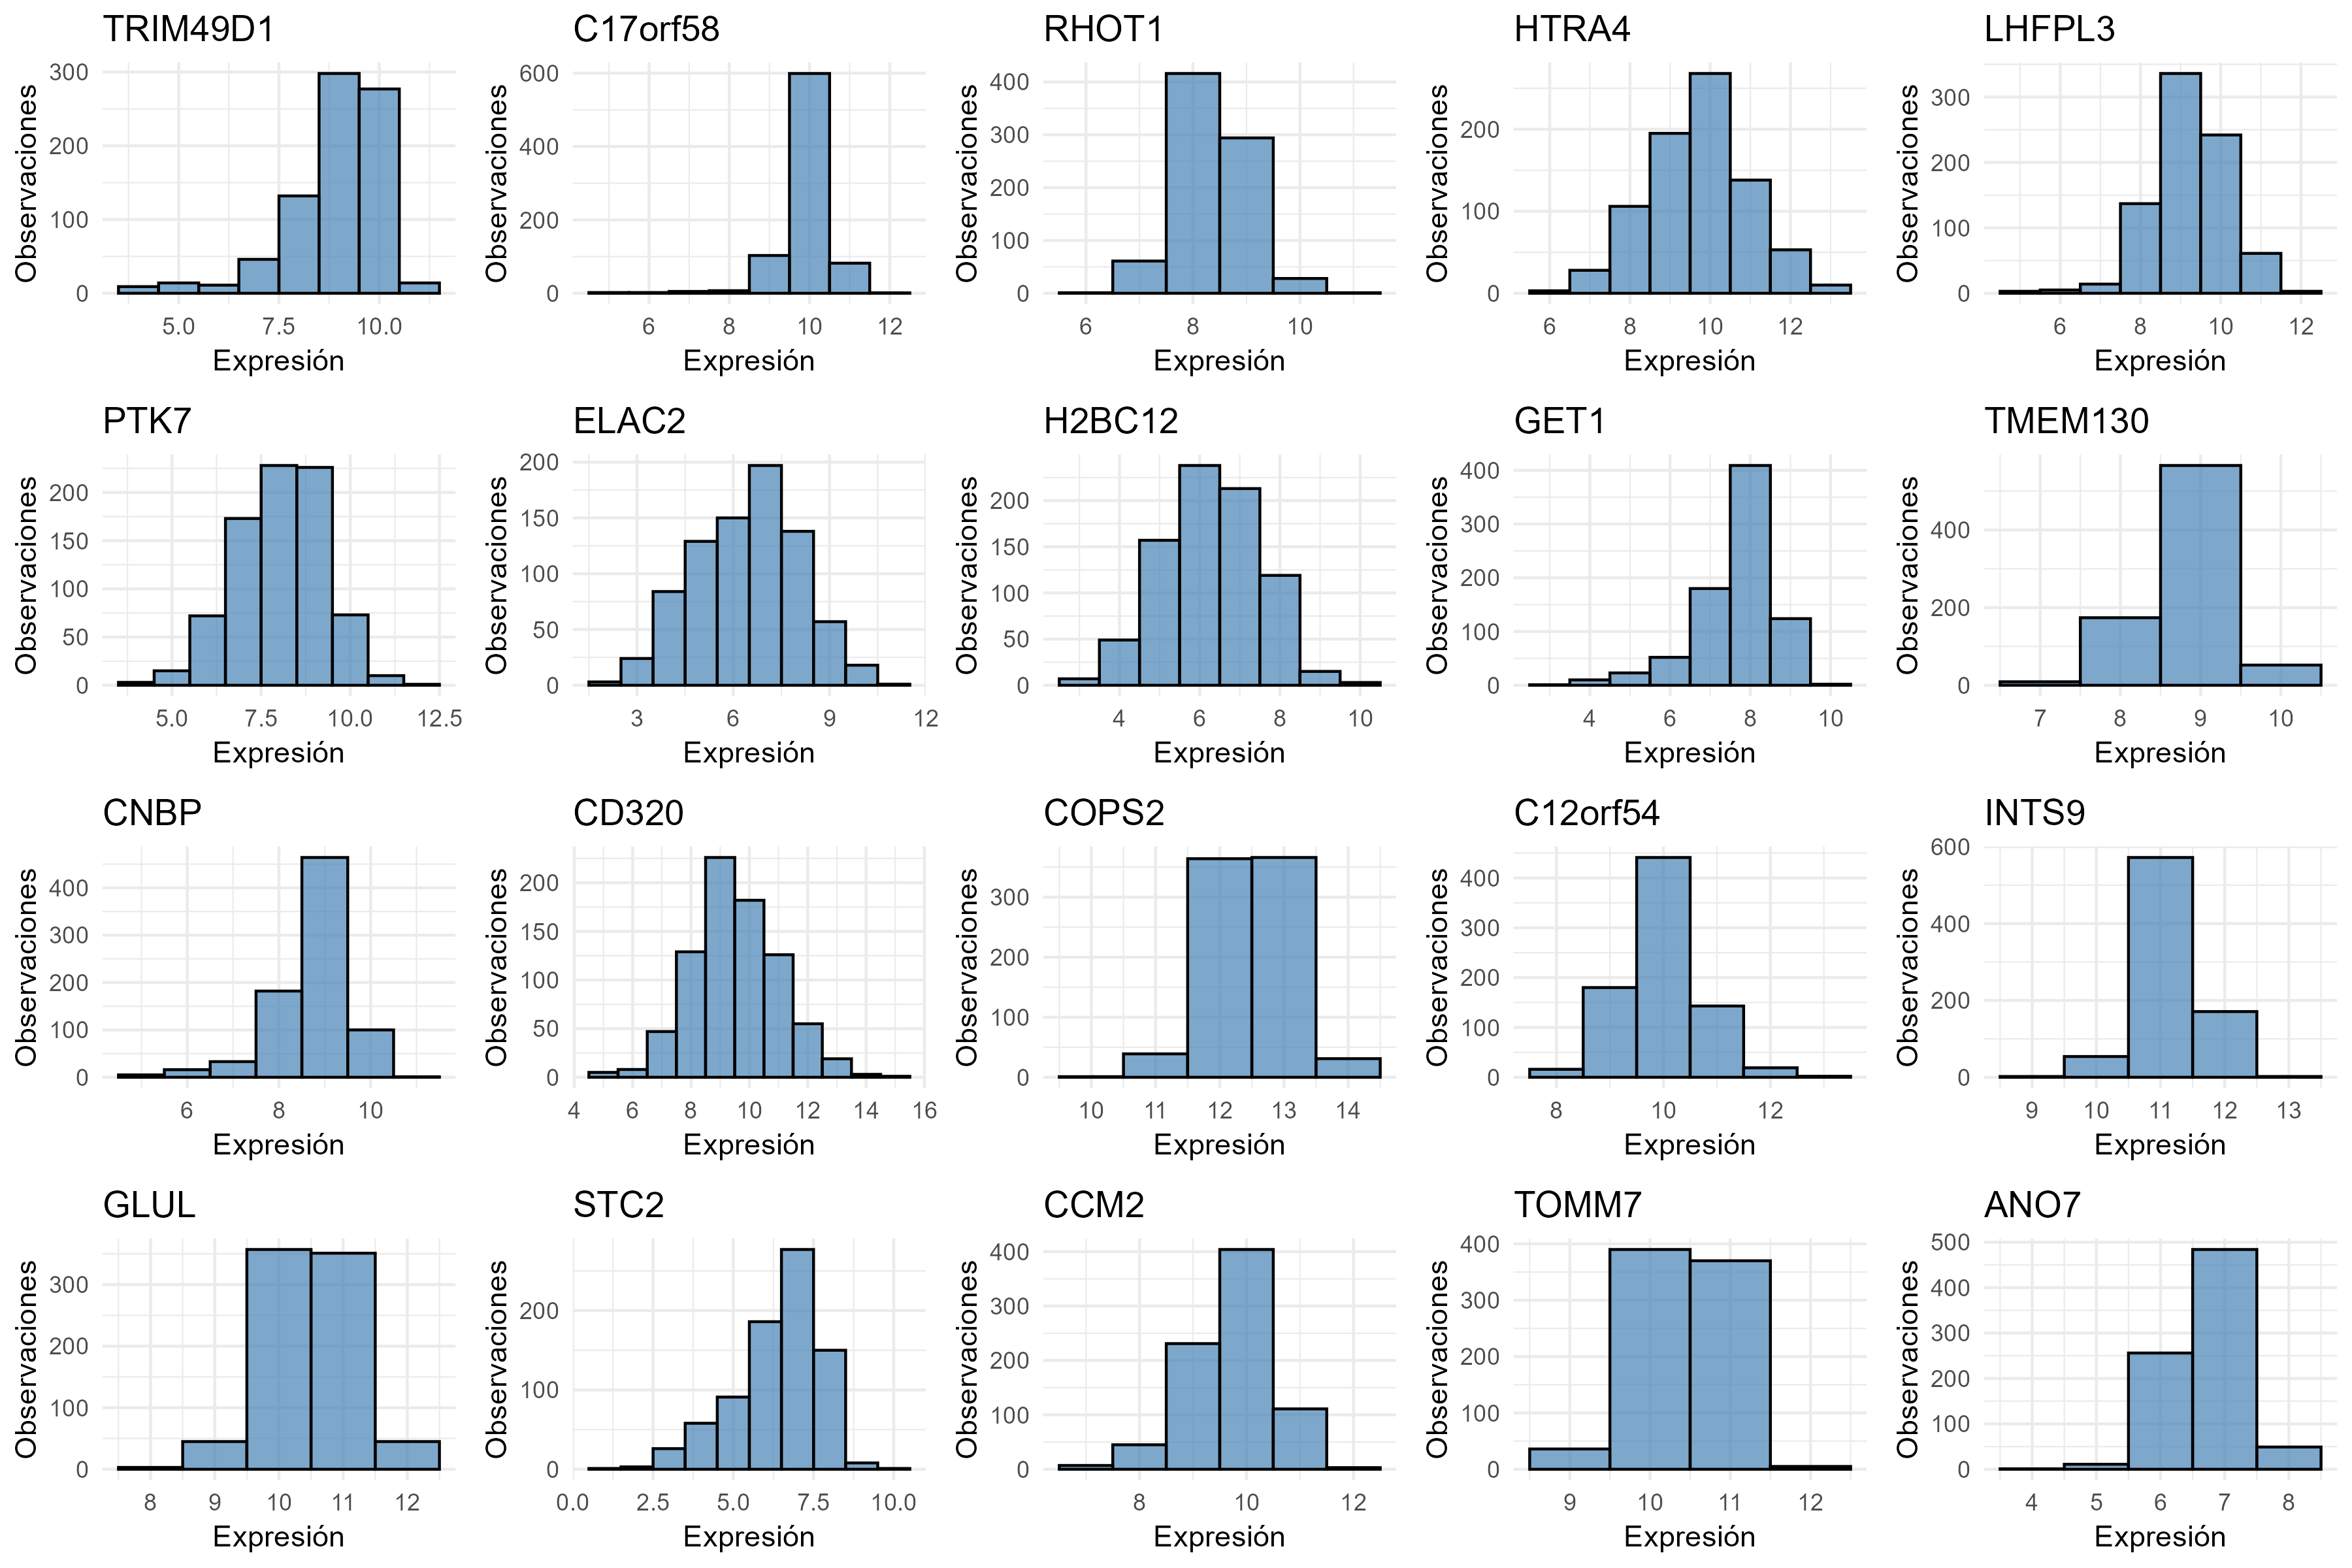 TRIM49D1 C17orf58 RHOT1 HTRA4 LHFPL3
Observaciones Observaciones Observaciones Observaciones Observaciones
300 600 400 300
200 400 300 200 200
100 200 200 100 100
0 0 100 0 0
0
5.0 7.5 10.0 6 8 10 12 6 8 10 6 8 10 12 6 8 10 12
Expresión Expresión Expresión Expresión Expresión
PTK7 ELAC2 H2BC12 GET1 TMEM130
Observaciones Observaciones Observaciones Observaciones Observaciones
200 200 200 400 400
150 150 150 300 200
100 100 100 200 0
50 50 50 100
0 0 0 0
5.0 7.5 10.0 12.5 3 6 9 12 4 6 8 10 4 6 8 10 7 8 9 10
Expresión Expresión Expresión Expresión Expresión
CNBP CD320 COPS2 C12orf54 INTS9
Observaciones Observaciones Observaciones Observaciones Observaciones
400 200 300 400 600
300 150 200 300 400
200 100 100 200 200
100 50 0 100 0
0 0 0
6 8 10 4 6 8 10 12 14 16 10 11 12 13 14 8 10 12 9 10 11 12 13
Expresión Expresión Expresión Expresión Expresión
GLUL STC2 CCM2 TOMM7 ANO7
Observaciones Observaciones Observaciones Observaciones Observaciones
300 200 400 400 500
200 100 300 300 400
100 0 200 200 300
0 100 100 200
0 0 100
0
8 9 10 11 12 0.0 2.5 5.0 7.5 10.0 8 10 12 9 10 11 12 4 5 6 7 8
Expresión Expresión Expresión Expresión Expresión